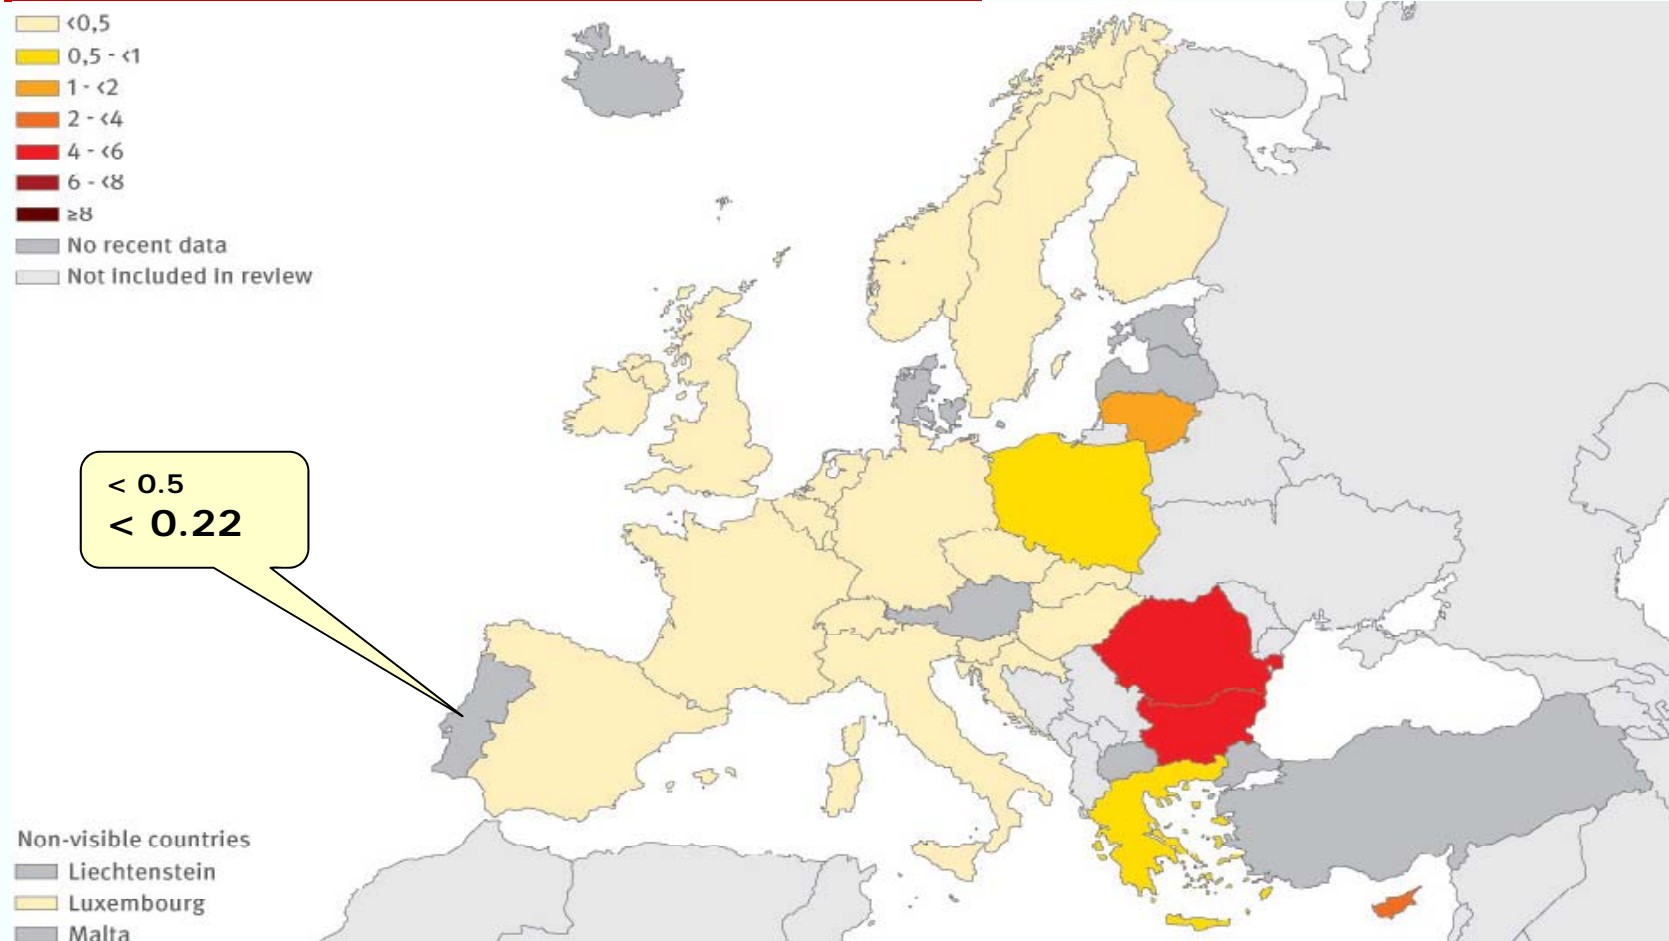 <0,5
0,5 - <1
1 - <2
2 - <4
4 - <6
6 - <8
≥8
No recent data
Not included in review
< 0.5
< 0.22
Non-visible countries
Liechtenstein
Luxembourg
Malta